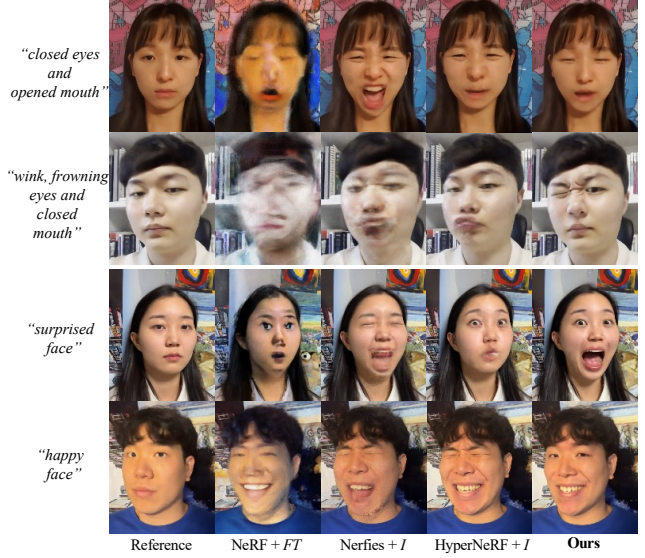 “closed eyes
and
opened mouth”
“wink, frowning
eyes and
closed
mouth”
“surprised
face”
“happy
face”
Reference NeRF + FT Nerfies + I HyperNeRF + I Ours